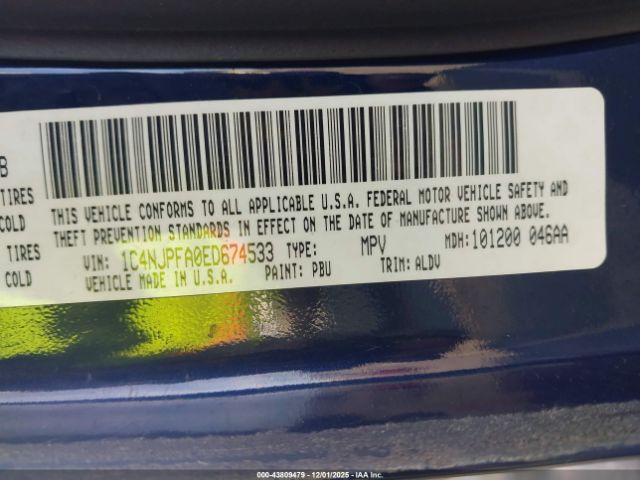 B
TIRES
COLD
TIRES
COLD
THIS VEHICLE CONFORMS TO ALL APPLICABLE U.S.A. FEDERAL MOTOR VEHICLE SAFETY AND
THEFT PREVENTION STANDARDS IN EFFECT ON THE DATE OF MANUFACTURE SHOWN ABOVE.
VIN: 1C4NJPFA0ED674533 TYPE: MPV MDH:101200 046AA
VEHICLE MADE IN U.S.A. PAINT: PBU TRIM: ALDV
000-43809479 • 12/01/2025 - IAAI.COM